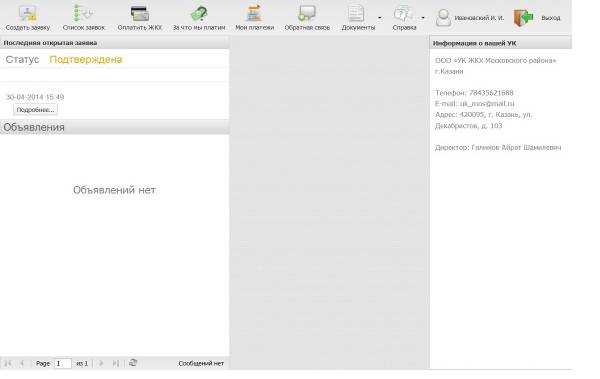 Создать заявку Список заявок Оплатить ЖКХ За что мы платим Мои платежи Обратная связь Документы Справка Ивановский И. И. Выход
Последняя открытая заявка
Статус Подтверждена
30-04-2014 15:49
Подробнее...
Объявления
Объявлений нет
Page 1 из 1 Сообщений нет
Информация о вашей УК
ООО «УК ЖКХ Московского района»
г.Казани
Телефон: 78435621688
E-mail: uk_mos@mail.ru
Адрес: 420095, г. Казань, ул.
Декабристов, д. 103
Директор: Галимов Айрат Шамилевич